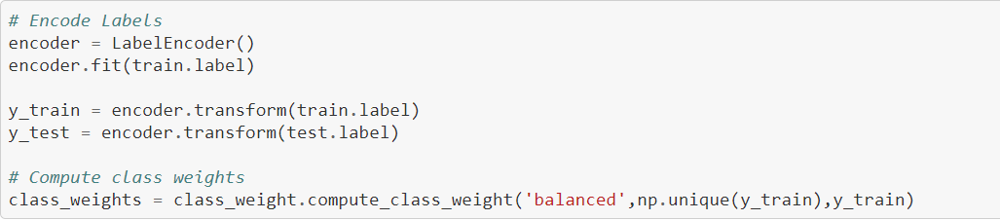 # Encode Labels
encoder = LabelEncoder()
encoder.fit(train.label)
y_train = encoder.transform(train.label)
y_test = encoder.transform(test.label)
# Compute class weights
class_weights = class_weight.compute_class_weight('balanced',np.unique(y_train),y_train)